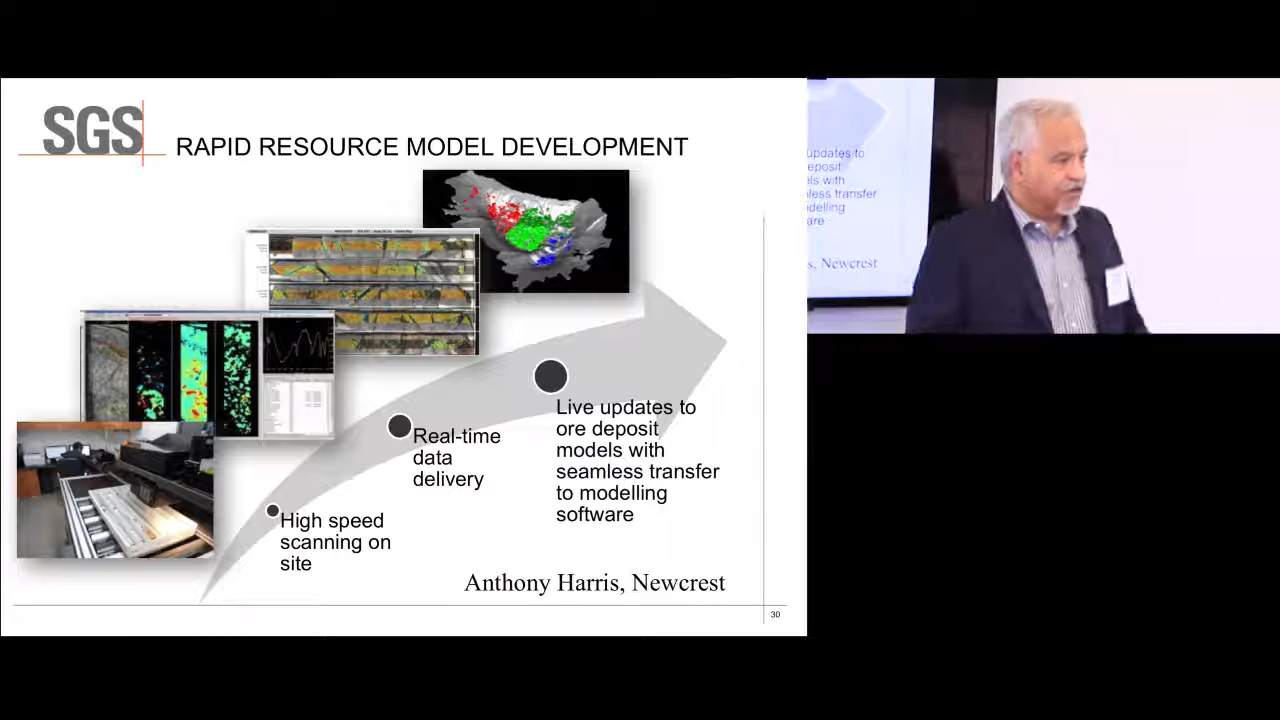 SGS
RAPID RESOURCE MODEL DEVELOPMENT
Live updates to
ore deposit
models with
seamless transfer
to modelling
software
Real-time
data
delivery
High speed
scanning on
site
Anthony Harris, Newcrest
30
updates to
eposit
els with
less transfer
delling
are
s, Newcrest